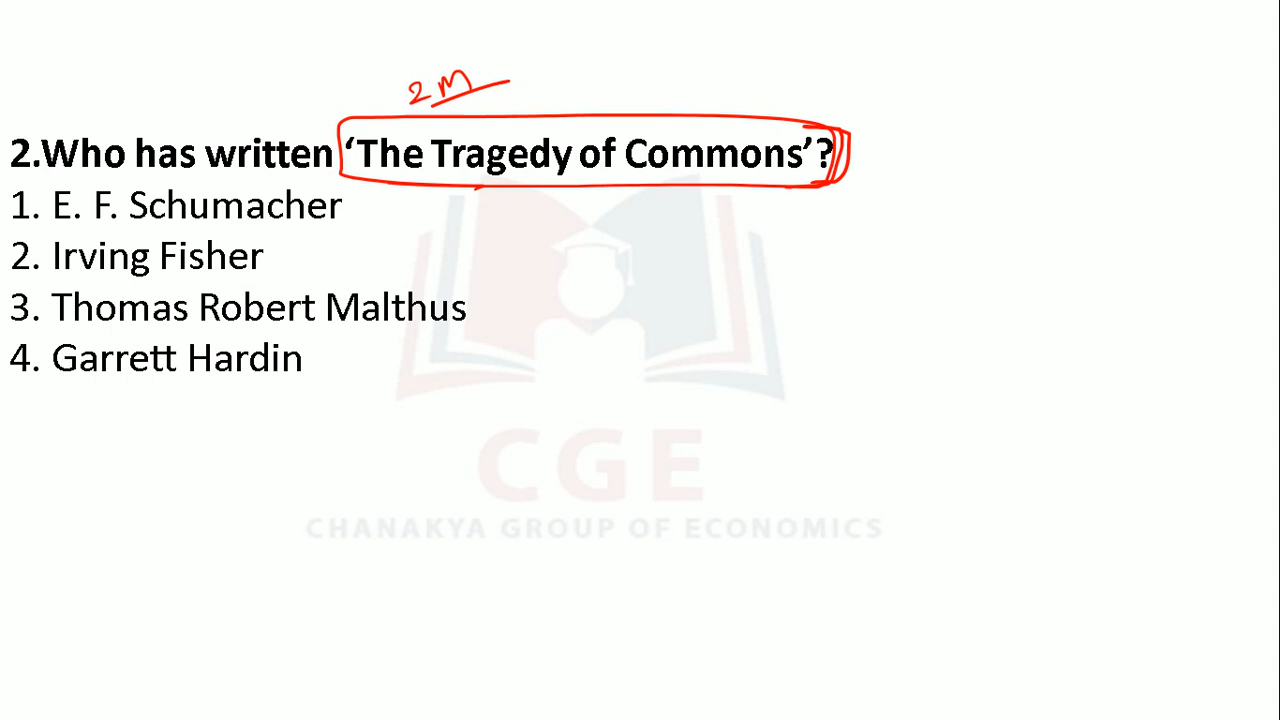 2 M
2.Who has written ‘The Tragedy of Commons’?
1. E. F. Schumacher
2. Irving Fisher
3. Thomas Robert Malthus
4. Garrett Hardin
CGE
CHANAKYA GROUP OF ECONOMICS